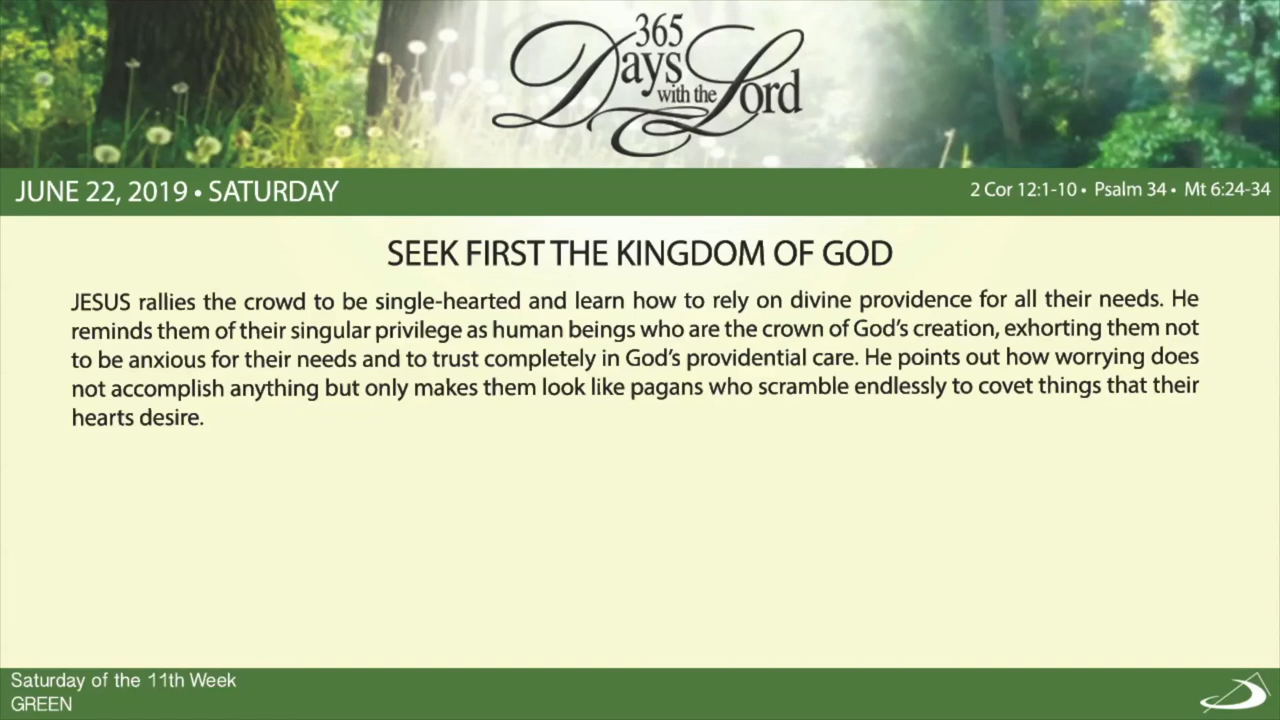 365
Days
with the Lord
JUNE 22, 2019 • SATURDAY
2 Cor 12:1-10 • Psalm 34 • Mt 6:24-34
SEEK FIRST THE KINGDOM OF GOD
JESUS rallies the crowd to be single-hearted and learn how to rely on divine providence for all their needs. He
reminds them of their singular privilege as human beings who are the crown of God's creation, exhorting them not
to be anxious for their needs and to trust completely in God's providential care. He points out how worrying does
not accomplish anything but only makes them look like pagans who scramble endlessly to covet things that their
hearts desire.
Saturday of the 11th Week
GREEN